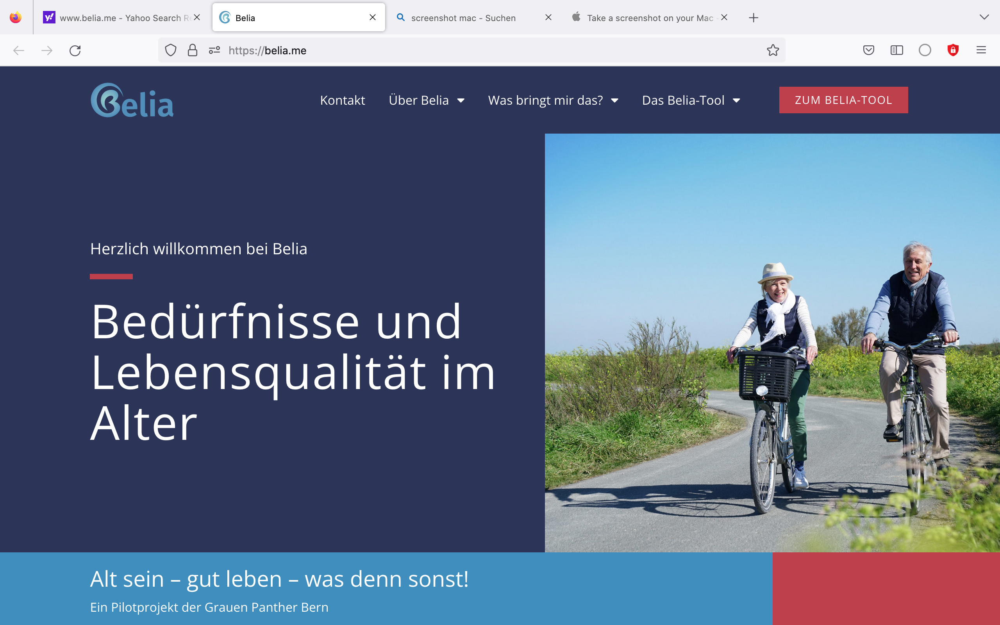 www.belia.me - Yahoo Search Re
Belia
screenshot mac - Suchen
Take a screenshot on your Mac -
https://belia.me
Belia
Kontakt
Über Belia
Was bringt mir das?
Das Belia-Tool
ZUM BELIA-TOOL
Herzlich willkommen bei Belia
Bedürfnisse und
Lebensqualität im
Alter
Alt sein – gut leben – was denn sonst!
Ein Pilotprojekt der Grauen Panther Bern